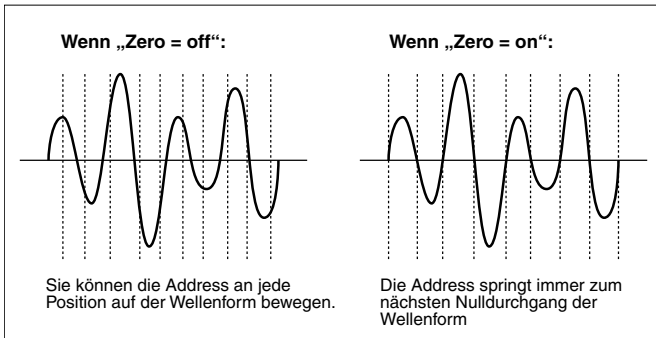 Wenn „Zero = off“:
Sie können die Address an jede
Position auf der Wellenform bewegen.
Wenn „Zero = on“:
Die Address springt immer zum
nächsten Nulldurchgang der
Wellenform